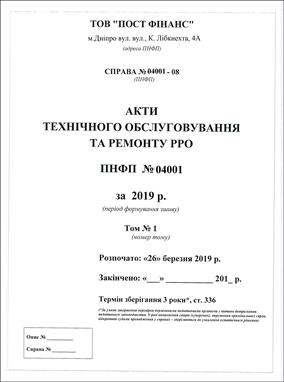 ТОВ "ПОСТ ФІНАНС"
м.Дніпро вул. вул., К. Лібкнехта, 4А
(адреса ПНФП)
СПРАВА № 04001 - 08
(ПНФП)
АКТИ
ТЕХНІЧНОГО ОБСЛУГОВУВАННЯ
ТА РЕМОНТУ РРО
ПНФП № 04001
за 2019 р.
(період формування зшиву)
Том № 1
(номер тому)
Розпочато: «26» березня 2019 р.
Закінчено: «___» ____________ 201_ р.
Термін зберігання 3 роки*, ст. 336
Опис № ________
Справа № ________